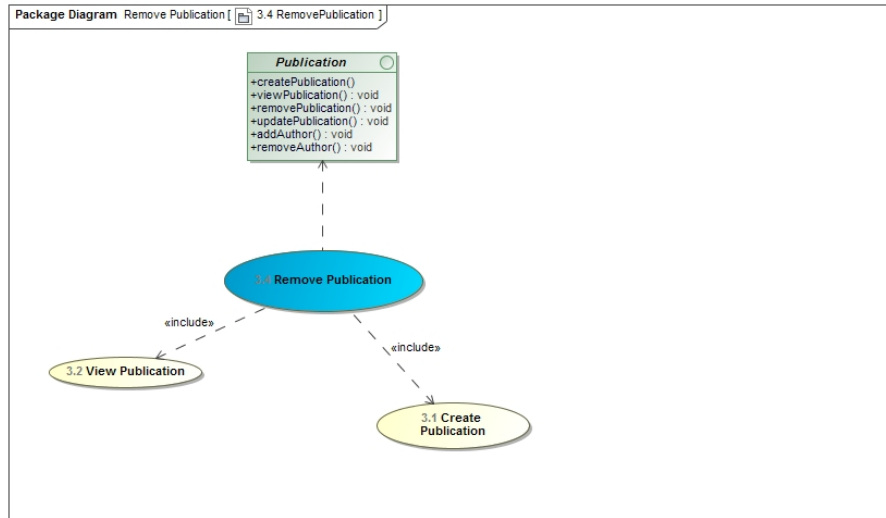 Package Diagram Remove Publication [ 3.4 RemovePublication ]
Publication
+createPublication()
+viewPublication() : void
+removePublication() : void
+updatePublication() : void
+addAuthor() : void
+removeAuthor() : void
3.4 Remove Publication
«include»
«include»
3.2 View Publication
3.1 Create
Publication